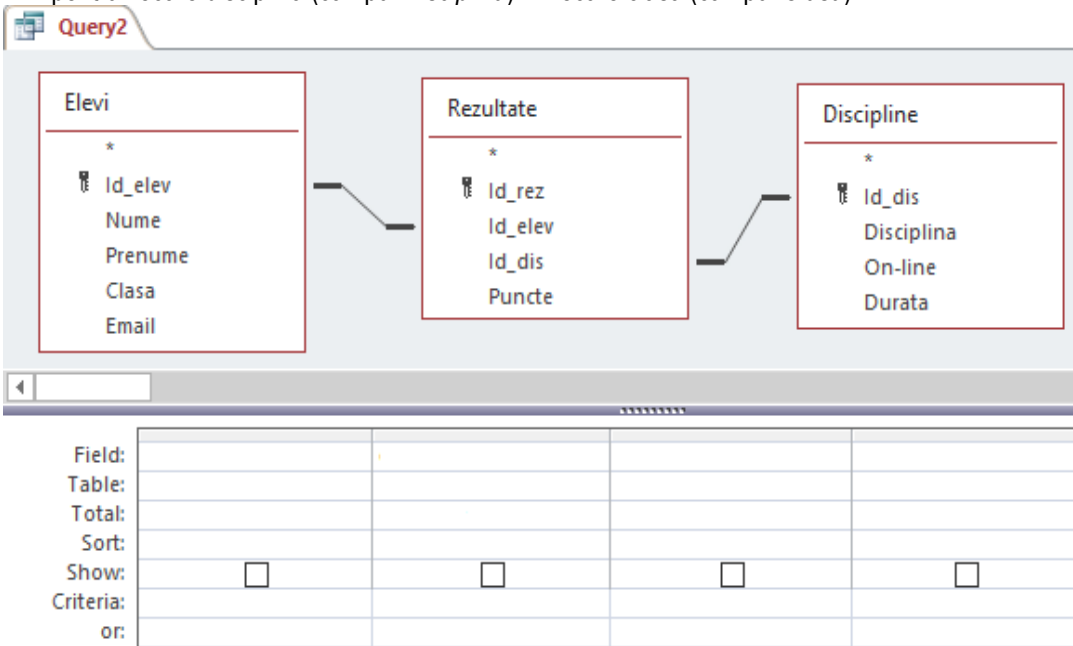 Query2
Elevi
*
Id_elev
Nume
Prenume
Clasa
Email
Rezultate
*
Id_rez
Id_elev
Id_dis
Puncte
Discipline
*
Id_dis
Disciplina
On-line
Durata
Field:
Table:
Total:
Sort:
Show:
Criteria:
or: